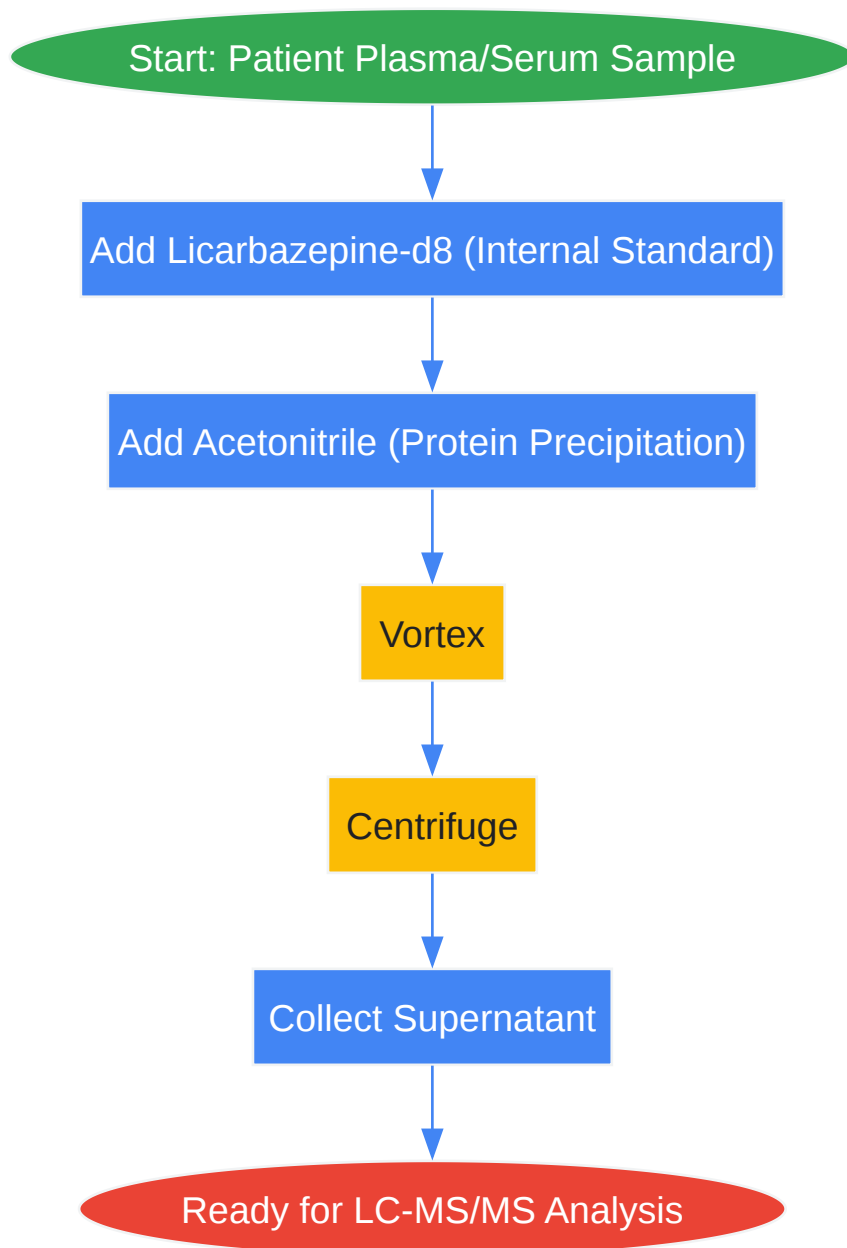 Start: Patient Plasma/Serum Sample
Add Licarbazepine-d8 (Internal Standard)
Add Acetonitrile (Protein Precipitation)
Vortex
Centrifuge
Collect Supernatant
Ready for LC-MS/MS Analysis